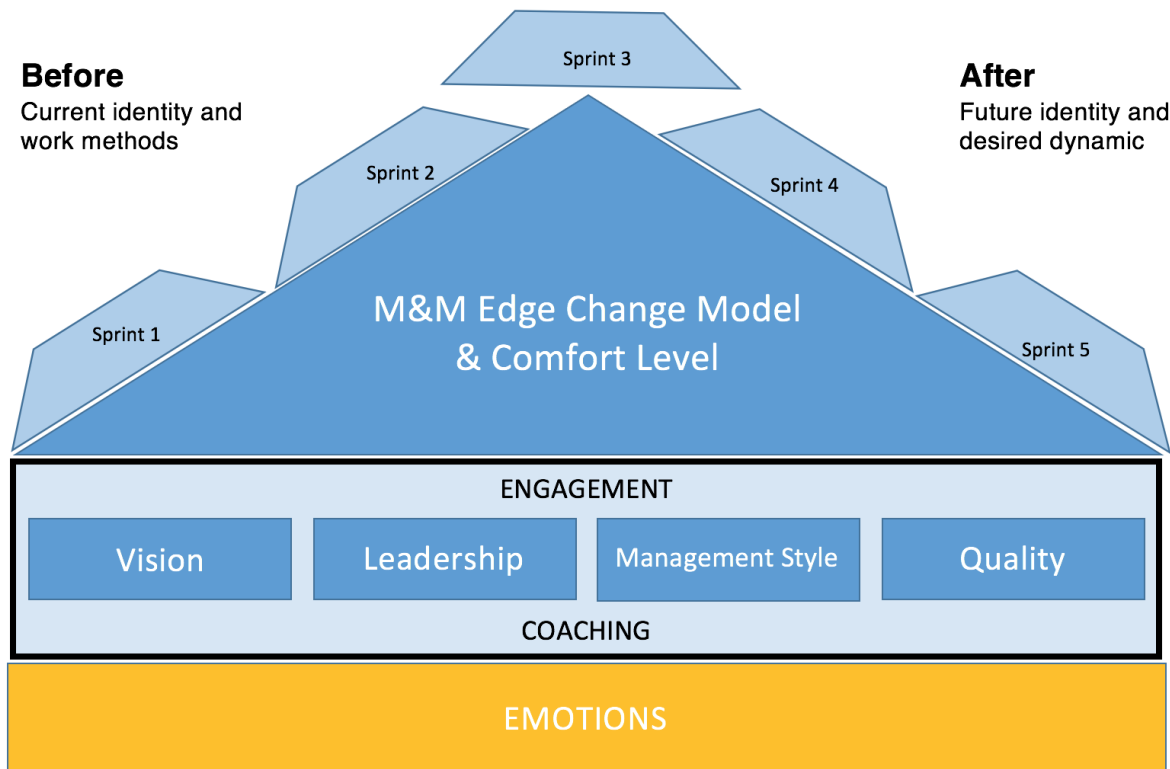 Before
Current identity and
work methods
After
Future identity and
desired dynamic
Sprint 1
Sprint 2
Sprint 3
Sprint 4
Sprint 5
M&M Edge Change Model
& Comfort Level
ENGAGEMENT
Vision
Leadership
Management Style
Quality
COACHING
EMOTIONS